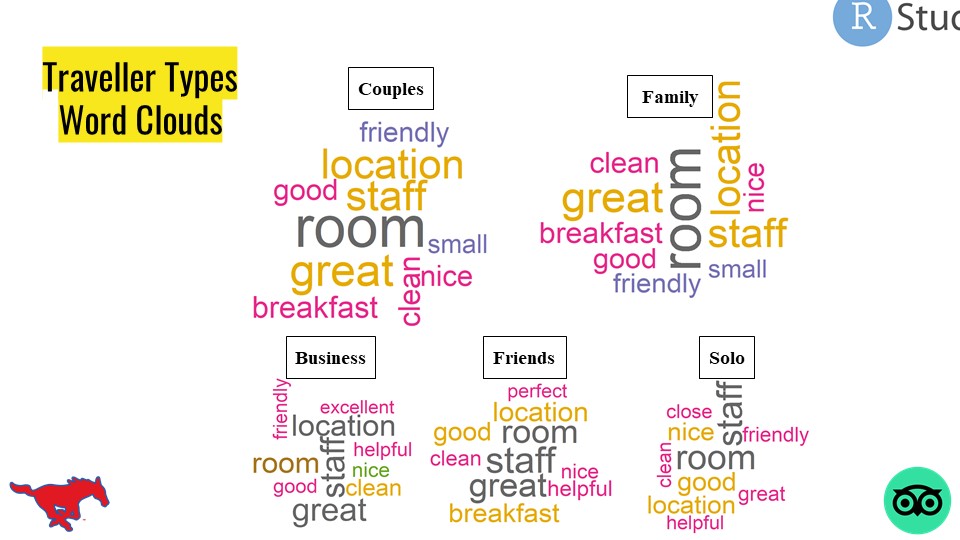 R Stuc
Traveller Types
Word Clouds
Couples
friendly
location
good staff
room
small
great
clean
nice
breakfast
Family
location
clean
room
nice
great
breakfast
staff
good
small
friendly
Business
friendly
excellent
location
staff
helpful
room
nice
good
clean
great
Friends
perfect
location
good room
clean staff
nice
great helpful
breakfast
Solo
staff
close
nice
friendly
clean
room
good
great
location
helpful